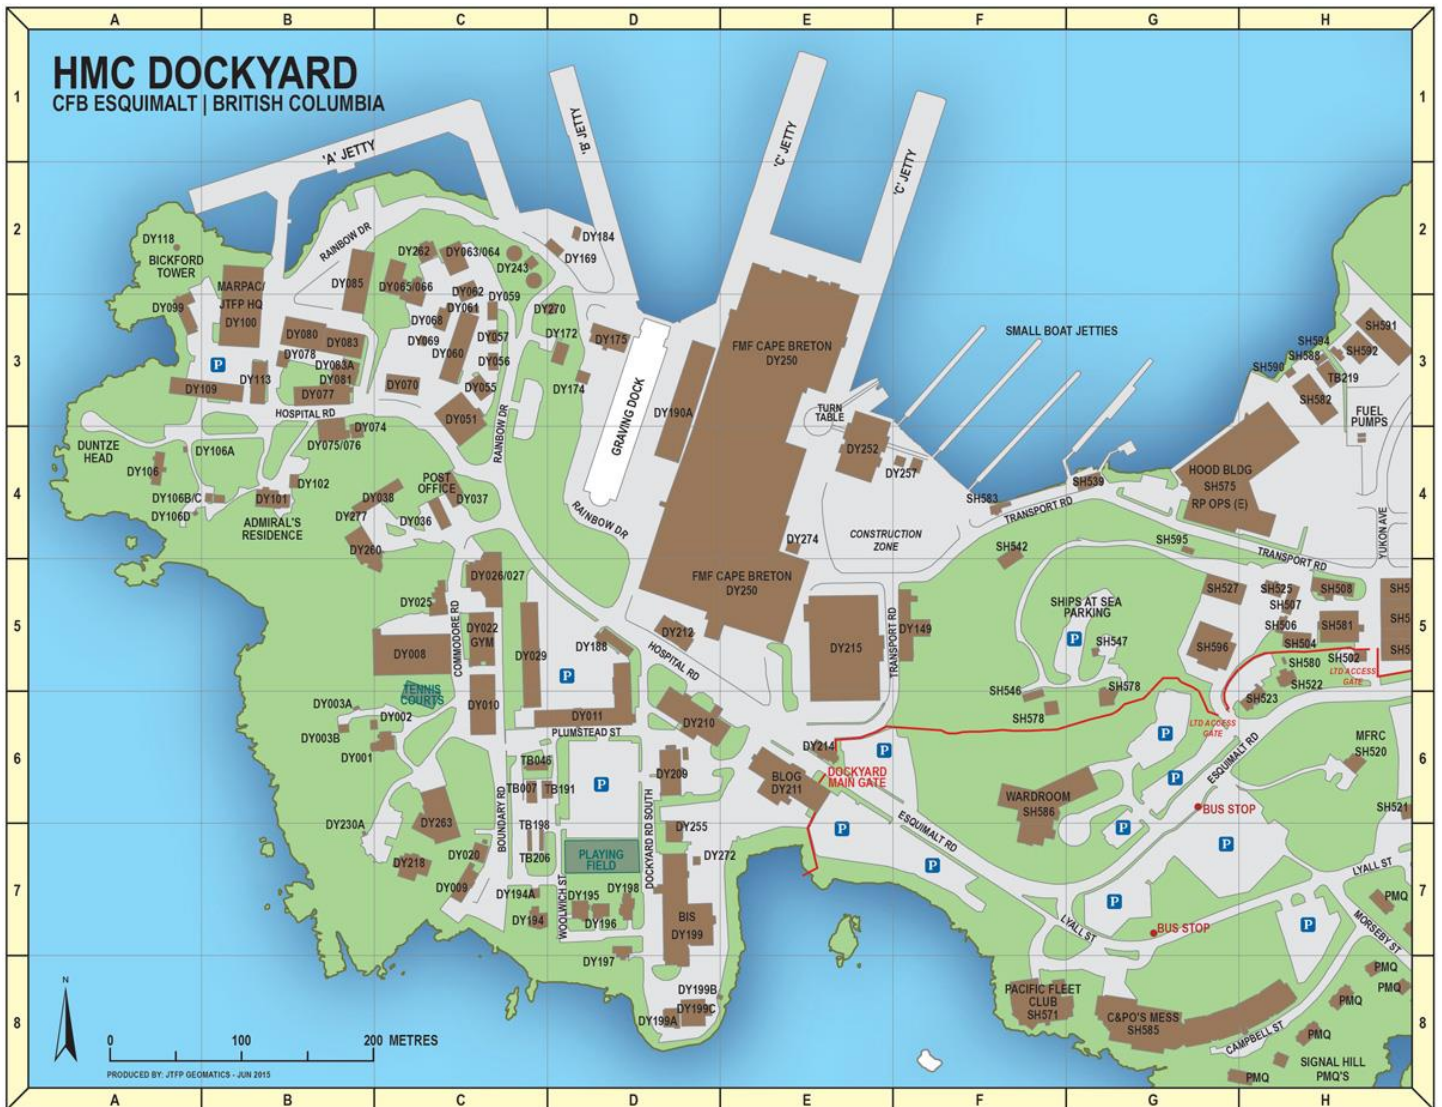 A B C D E F G H
HMC DOCKYARD
CFB ESQUIMALT | BRITISH COLUMBIA
1
1
'A' JETTY
'B' JETTY
'C' JETTY
'C' JETTY
2
2
DY118
BICKFORD
TOWER
RAINBOW DR
DY262
DY063/064
DY243
DY184
DY169
MARPAC/
JTFP HQ
DY100
DY085
DY065/066
DY062
DY059
DY061
DY099
DY270
DY068
DY069
DY060
DY057
DY056
DY055
DY172
DY175
DY174
3
3
DY080
DY083
DY078
DY083A
DY081
DY077
P
DY109
DY113
DY070
DY051
HOSPITAL RD
RAINBOW DR
GRAVING DOCK
DY190A
FMF CAPE BRETON
DY250
TURN
TABLE
SMALL BOAT JETTIES
SH591
SH594
SH588
SH592
SH590
TB219
SH582
FUEL
PUMPS
DUNTZE
HEAD
DY106
DY106A
DY075/076
DY074
DY106B/C
DY106D
DY101
DY102
ADMIRAL'S
RESIDENCE
DY038
DY277
DY260
POST
OFFICE
DY037
DY036
4
4
RAINBOW DR
DY252
DY257
DY274
CONSTRUCTION
ZONE
SH583
TRANSPORT RD
SH539
HOOD BLDG
SH575
RP OPS (E)
SH542
SH595
TRANSPORT RD
YUKON AVE
DY026/027
DY025
COMMODORE RD
DY022
GYM
DY008
DY029
DY188
DY212
HOSPITAL RD
FMF CAPE BRETON
DY250
DY215
TRANSPORT RD
DY149
5
5
SHIPS AT SEA
PARKING
P
SH547
SH527
SH525
SH507
SH506
SH504
SH508
SH581
SH596
SH502
SH580
SH522
SH523
SH5
SH5
SH5
LTD ACCESS
GATE
SH546
SH578
SH578
LTD ACCESS
GATE
TENNIS
COURTS
DY003A
DY002
DY003B
DY001
DY010
P
DY011
PLUMSTEAD ST
DY210
DY214
DOCKYARD
MAIN GATE
BLDG
DY211
P
P
P
ESQUIMALT RD
MFRC
SH520
SH521
6
6
TB046
TB007
TB191
P
DY209
BOUNDARY RD
DOCKYARD RD SOUTH
WARDROOM
SH586
BUS STOP
DY230A
DY263
TB198
TB206
DY255
DY272
P
ESQUIMALT RD
P
P
P
DY218
DY020
DY009
PLAYING
FIELD
LYALL ST
7
7
DY194A
DY194
WOOLWICH ST
DY195
DY196
DY198
BIS
DY199
DY197
P
LYALL ST
BUS STOP
P
PMQ
MORSEBY ST
PMQ
PMQ
PMQ
PACIFIC FLEET
CLUB
SH571
C&PO'S MESS
SH585
CAMPBELL ST
PMQ
SIGNAL HILL
PMQ'S
PMQ
DY199B
DY199C
DY199A
8
8
N
0 100 200 METRES
PRODUCED BY: JTFP GEOMATICS - JUN 2015
A B C D E F G H